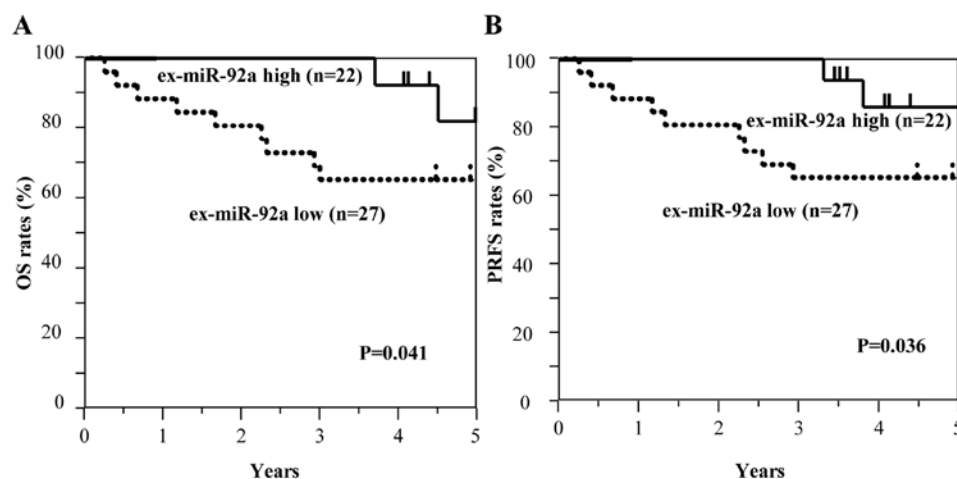 A
OS rates (%)
100
80
60
40
20
0
ex-miR-92a high (n=22)
ex-miR-92a low (n=27)
P=0.041
0 1 2 3 4 5
Years
B
PRFS rates (%)
100
80
60
40
20
0
ex-miR-92a high (n=22)
ex-miR-92a low (n=27)
P=0.036
0 1 2 3 4 5
Years